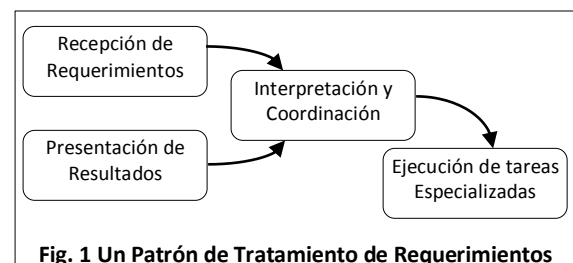 Recepción de
Requerimientos
Interpretación y
Coordinación
Presentación de
Resultados
Ejecución de tareas
Especializadas
Fig. 1 Un Patrón de Tratamiento de Requerimientos